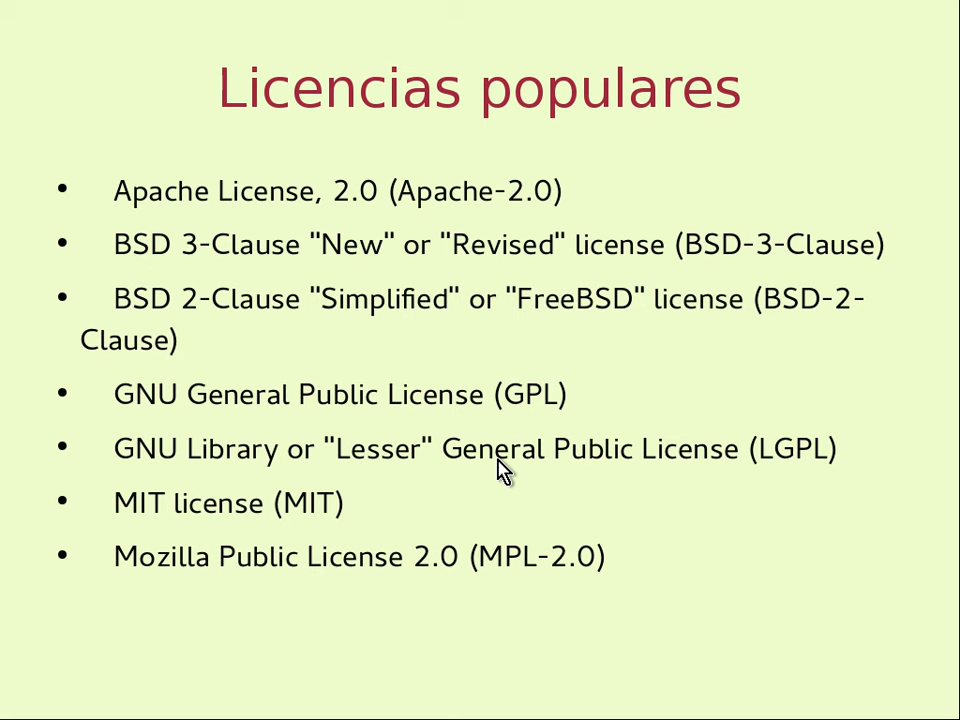 Licencias populares
• Apache License, 2.0 (Apache-2.0)
• BSD 3-Clause "New" or "Revised" license (BSD-3-Clause)
• BSD 2-Clause "Simplified" or "FreeBSD" license (BSD-2-
Clause)
• GNU General Public License (GPL)
• GNU Library or "Lesser" General Public License (LGPL)
• MIT license (MIT)
• Mozilla Public License 2.0 (MPL-2.0)